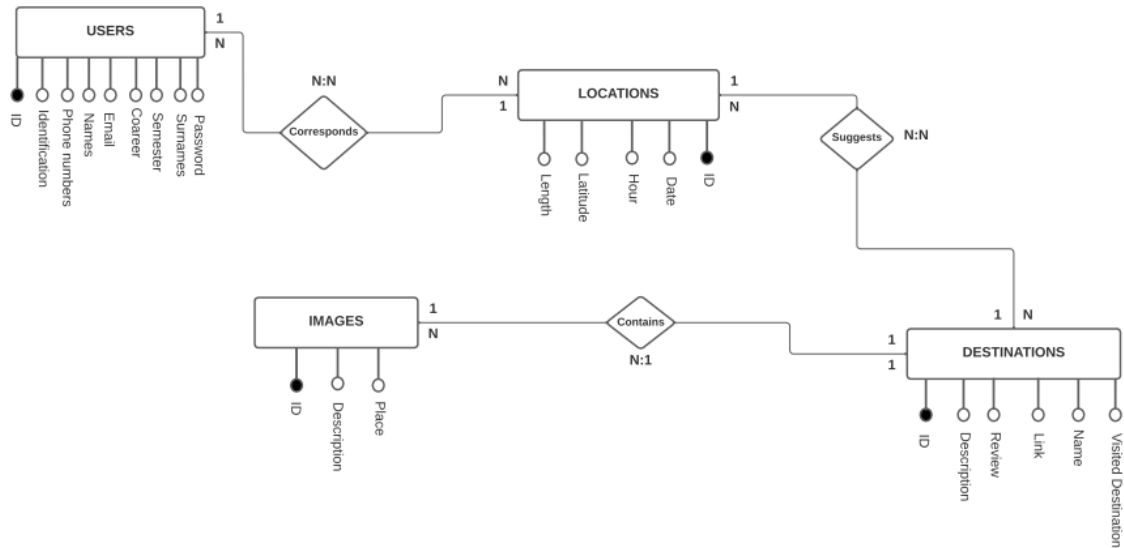 USERS
1
N
ID
Identification
Phone numbers
Names
Email
Coareer
Semester
Surnames
Password
N:N
Corresponds
N
1
LOCATIONS
1
N
Length
Latitude
Hour
Date
ID
Suggests
N:N
IMAGES
1
N
ID
Description
Place
Contains
N:1
1
N
1
1
DESTINATIONS
ID
Description
Review
Link
Name
Visited Destination